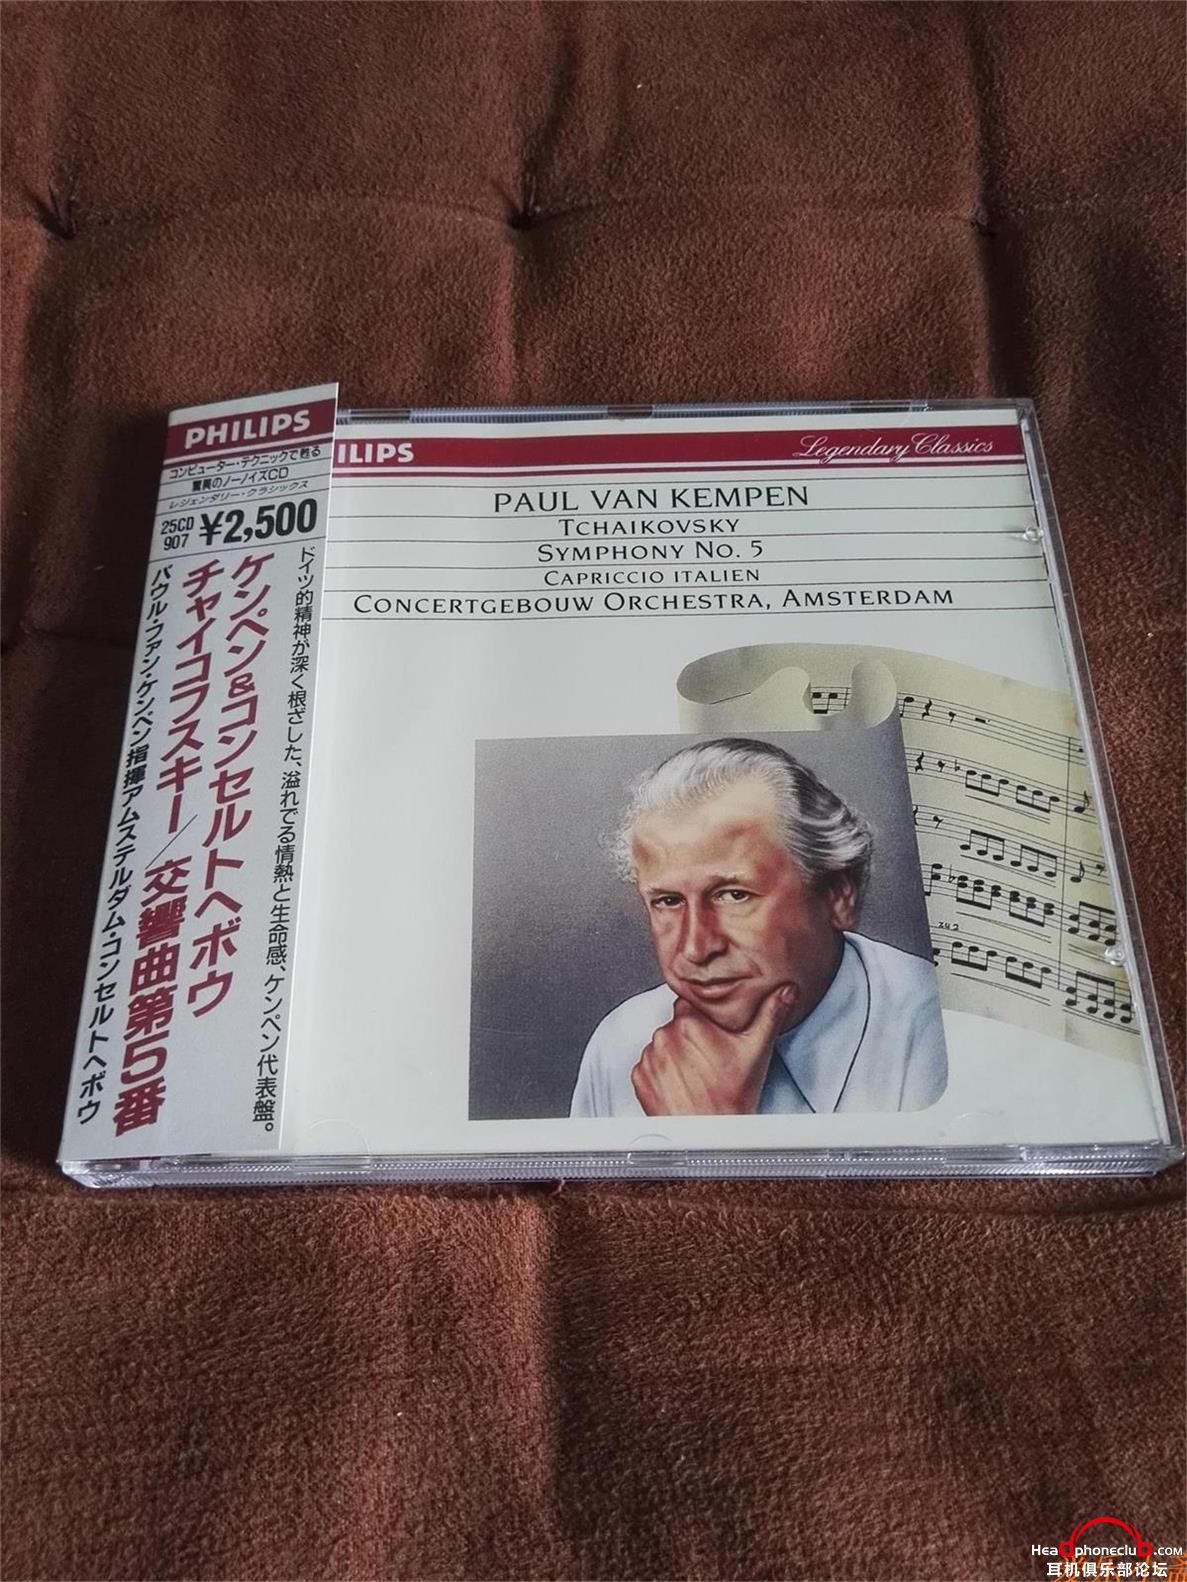 PHILIPS
コンピューター・テクニックで甦る
驚異のノーノイズCD
レジェンダリー・クラシックス
25CD
907
¥2,500
ドイツ的精神が深く根ざした、溢れでる情熱と生命感、ケンペン代表盤。
ケンペン&コンセルトヘボウ
チャイコフスキー/交響曲第5番
パウル・ファン・ケンペン指揮アムステルダム・コンセルトヘボウ
ILIPS
Legendary Classics
PAUL VAN KEMPEN
TCHAIKOVSKY
SYMPHONY NO. 5
CAPRICCIO ITALIEN
CONCERTGEBOUW ORCHESTRA, AMSTERDAM
zu 2
HeadphoneClub.com
耳机俱乐部论坛